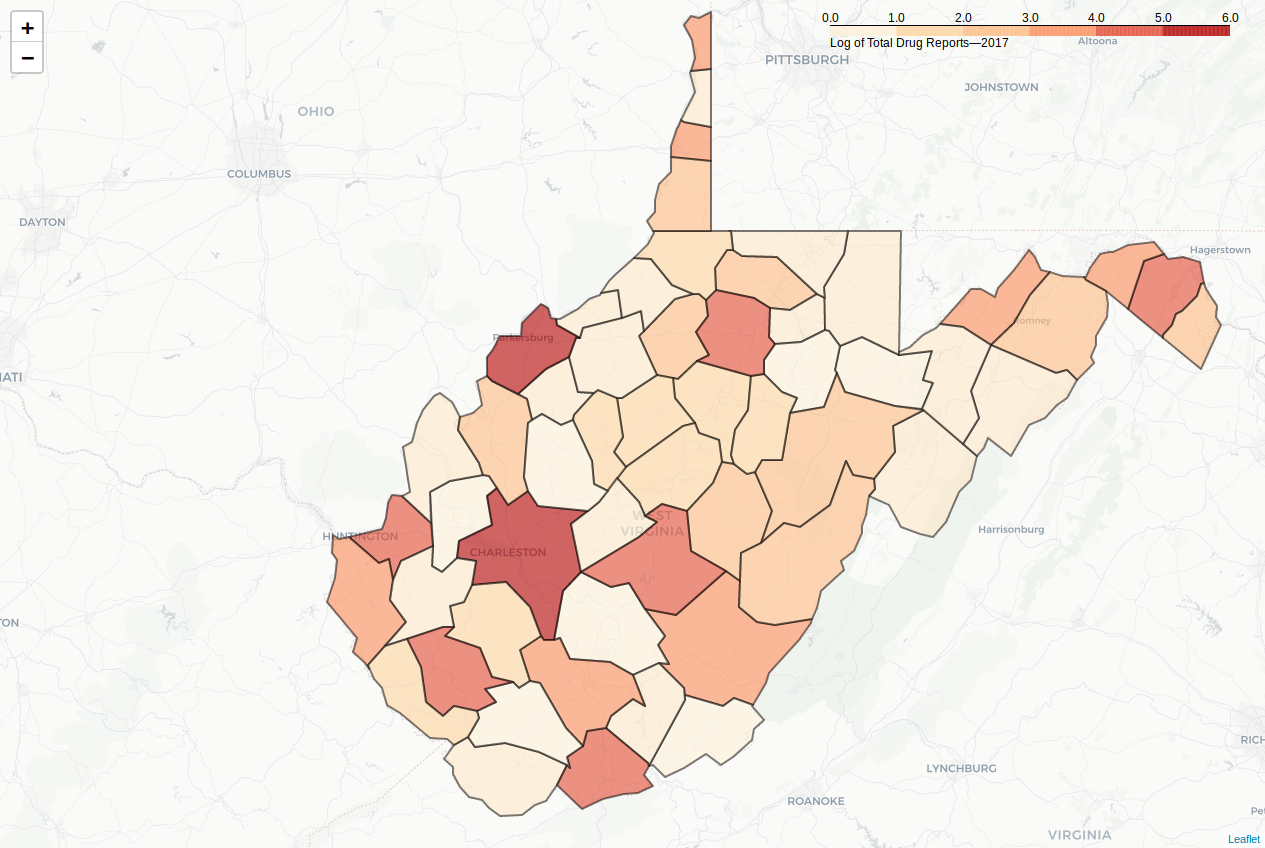 +
−
0.0 1.0 2.0 3.0 4.0 5.0 6.0
Log of Total Drug Reports—2017
Altoona
PITTSBURGH
JOHNSTOWN
OHIO
COLUMBUS
DAYTON
Hagerstown
Romney
Parkersburg
ATI
WEST
VIRGINIA
HUNTINGTON
CHARLESTON
Harrisonburg
TON
RICH
LYNCHBURG
ROANOKE
Pet
VIRGINIA
Leaflet